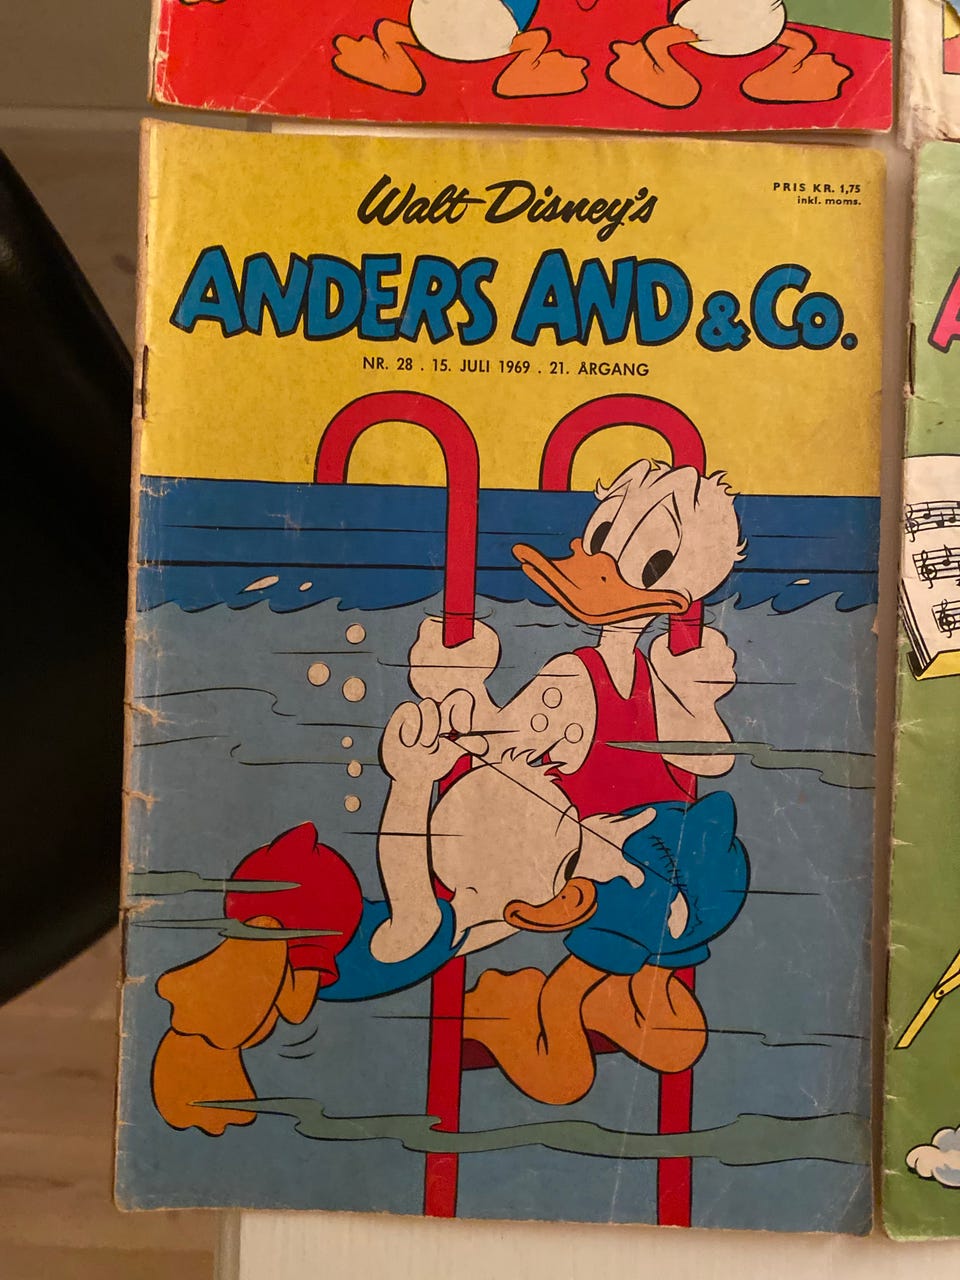 Walt Disney's
PRIS KR. 1,75
inkl. moms.
ANDERS AND & Co.
NR. 28 . 15. JULI 1969 . 21. ÅRGANG